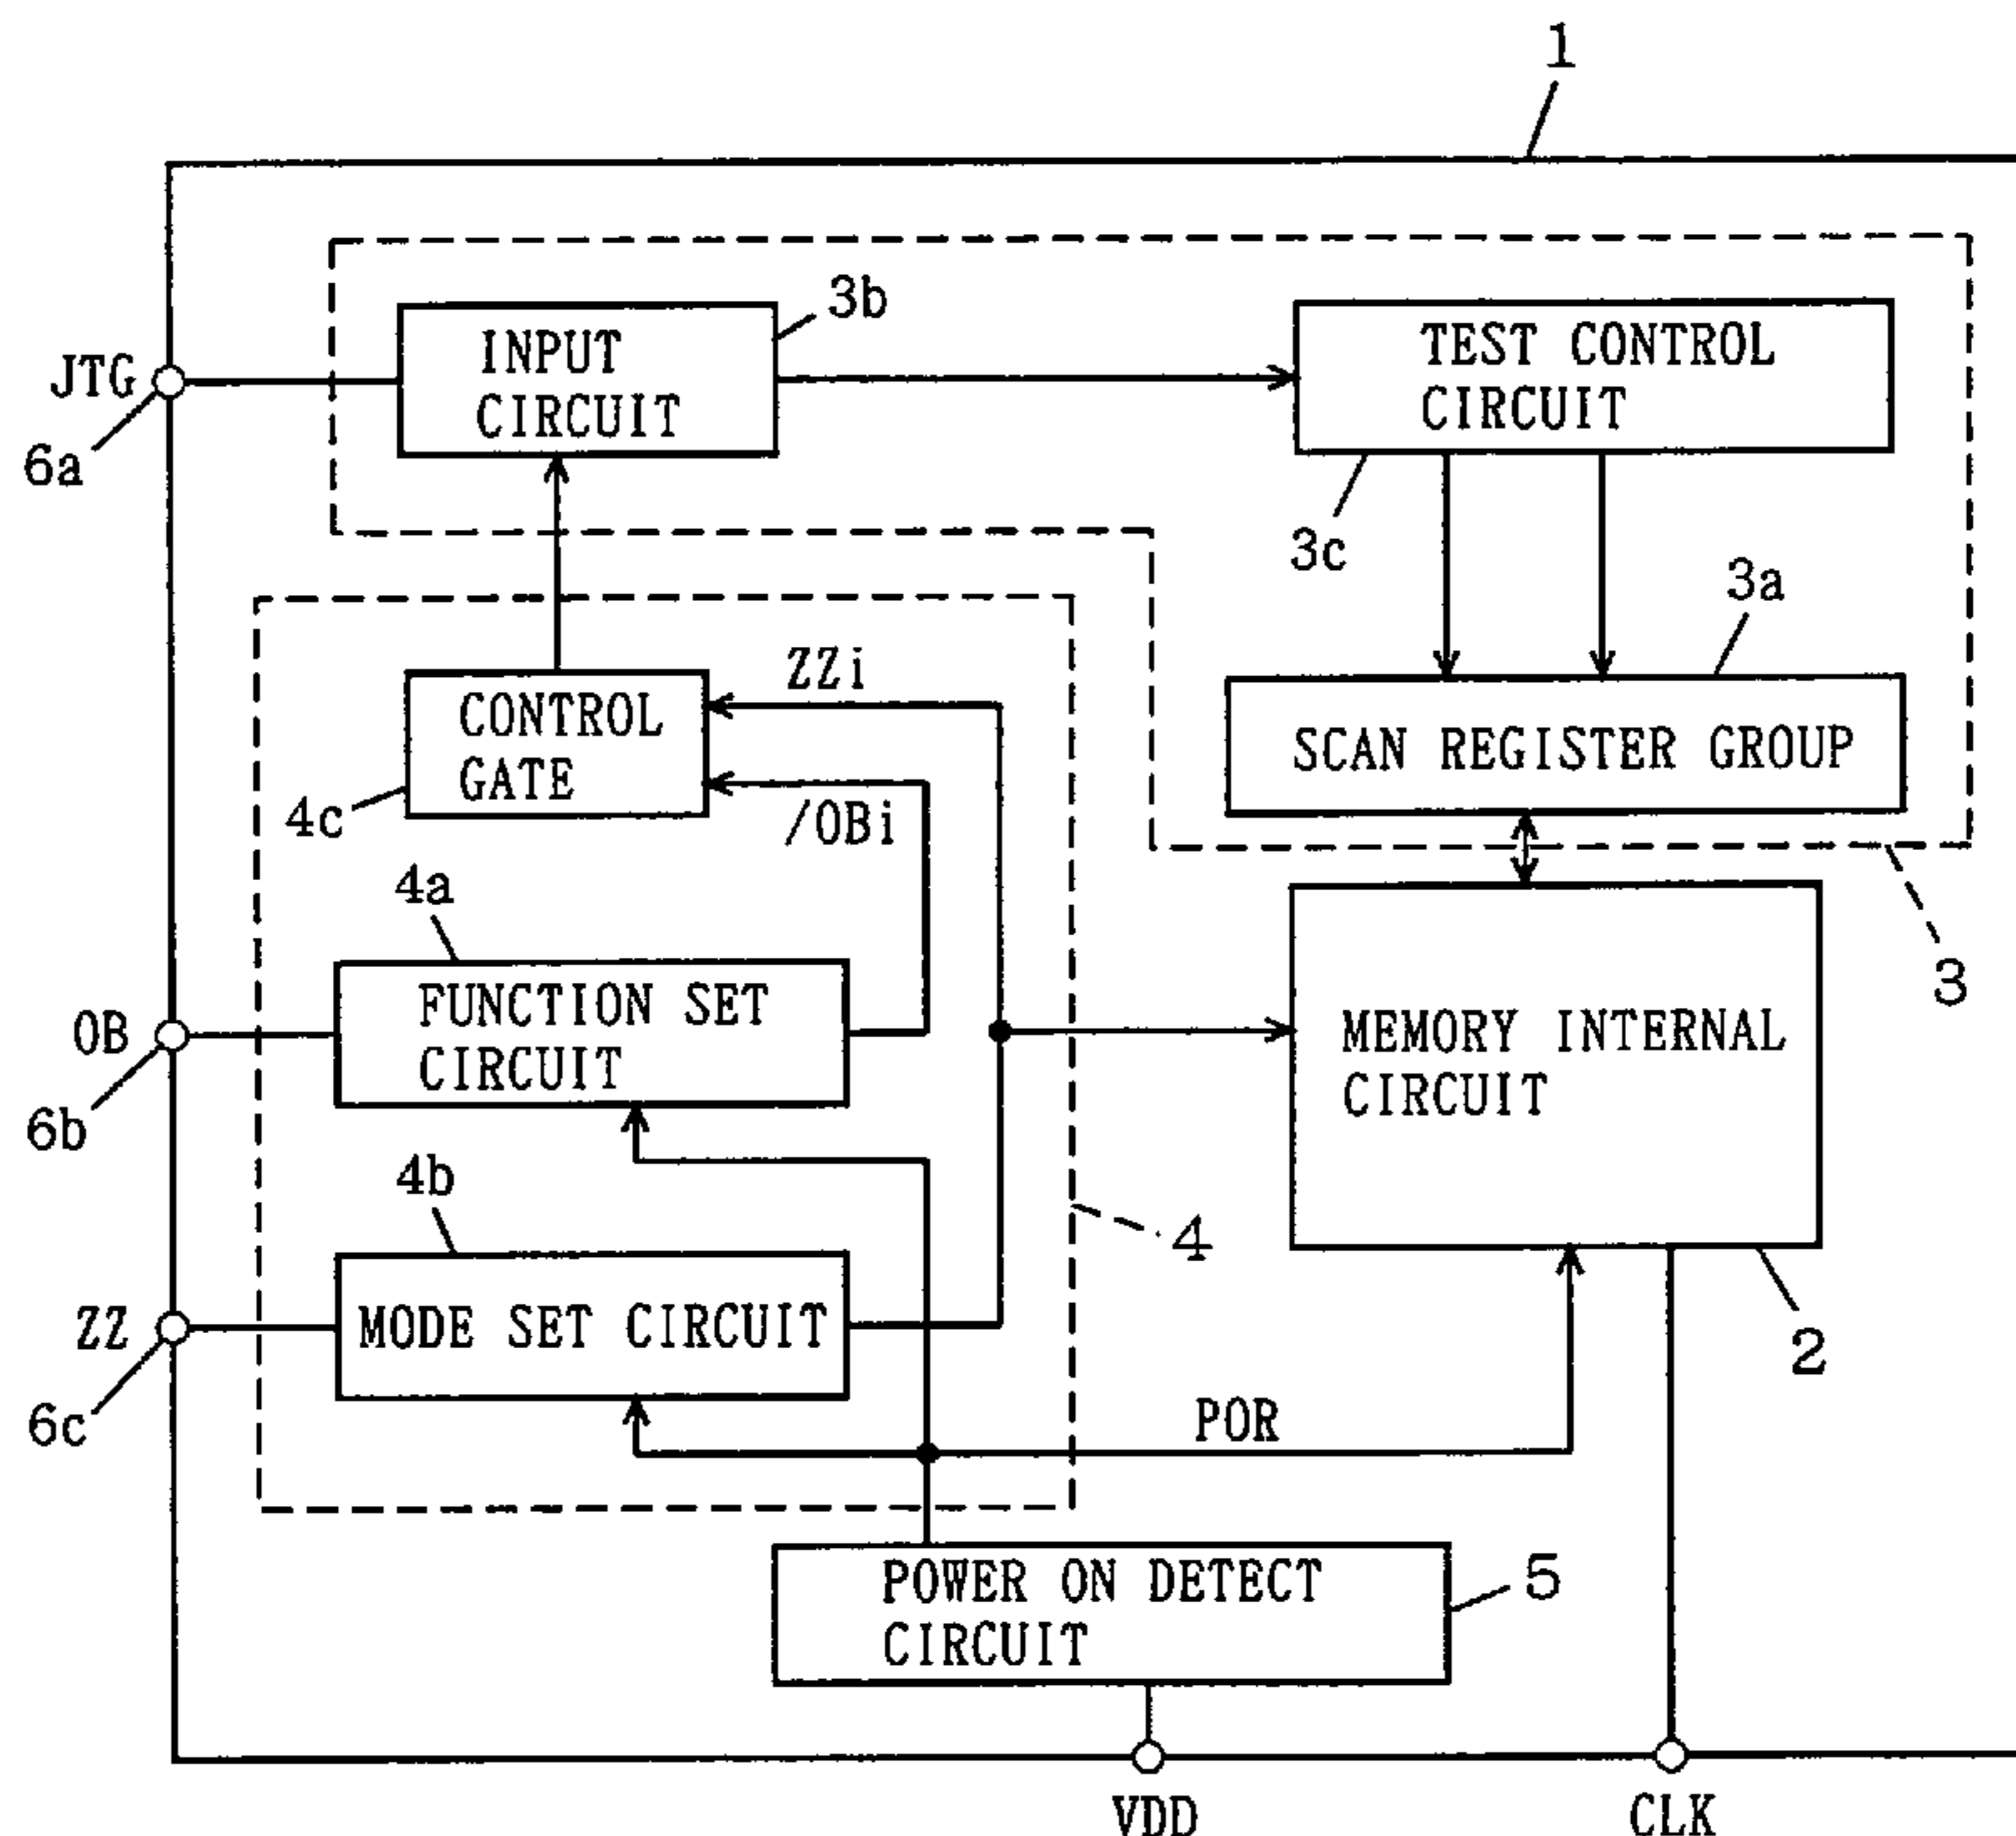 1
3b
INPUT
CIRCUIT
TEST CONTROL
CIRCUIT
JTG
6a
3c
3a
ZZi
CONTROL
GATE
SCAN REGISTER GROUP
4c
/OBi
4a
3
FUNCTION SET
CIRCUIT
OB
MEMORY INTERNAL
CIRCUIT
6b
4b
4
ZZ
MODE SET CIRCUIT
2
6c
POR
POWER ON DETECT
CIRCUIT
5
VDD
CLK